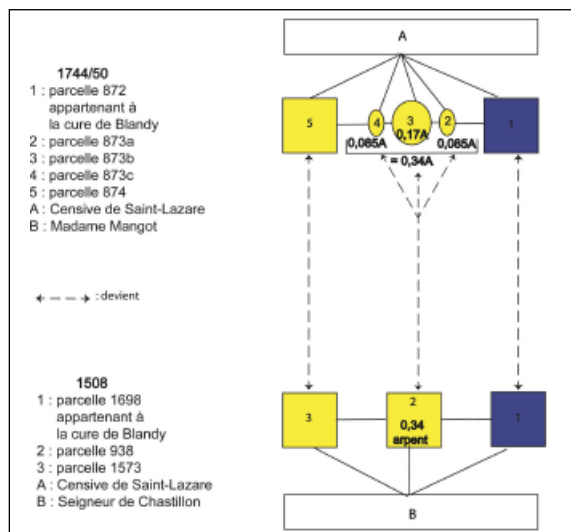 A
1744/50
1 : parcelle 872
appartenant à
la cure de Blandy
2 : parcelle 873a
3 : parcelle 873b
4 : parcelle 873c
5 : parcelle 874
A : Censive de Saint-Lazare
B : Madame Mangot
5
4
3
2
1
0,17A
0,085A
0,085A
= 0,34A
: devient
1508
1 : parcelle 1698
appartenant à
la cure de Blandy
2 : parcelle 938
3 : parcelle 1573
A : Censive de Saint-Lazare
B : Seigneur de Chastillon
3
2
0,34
arpent
1
B